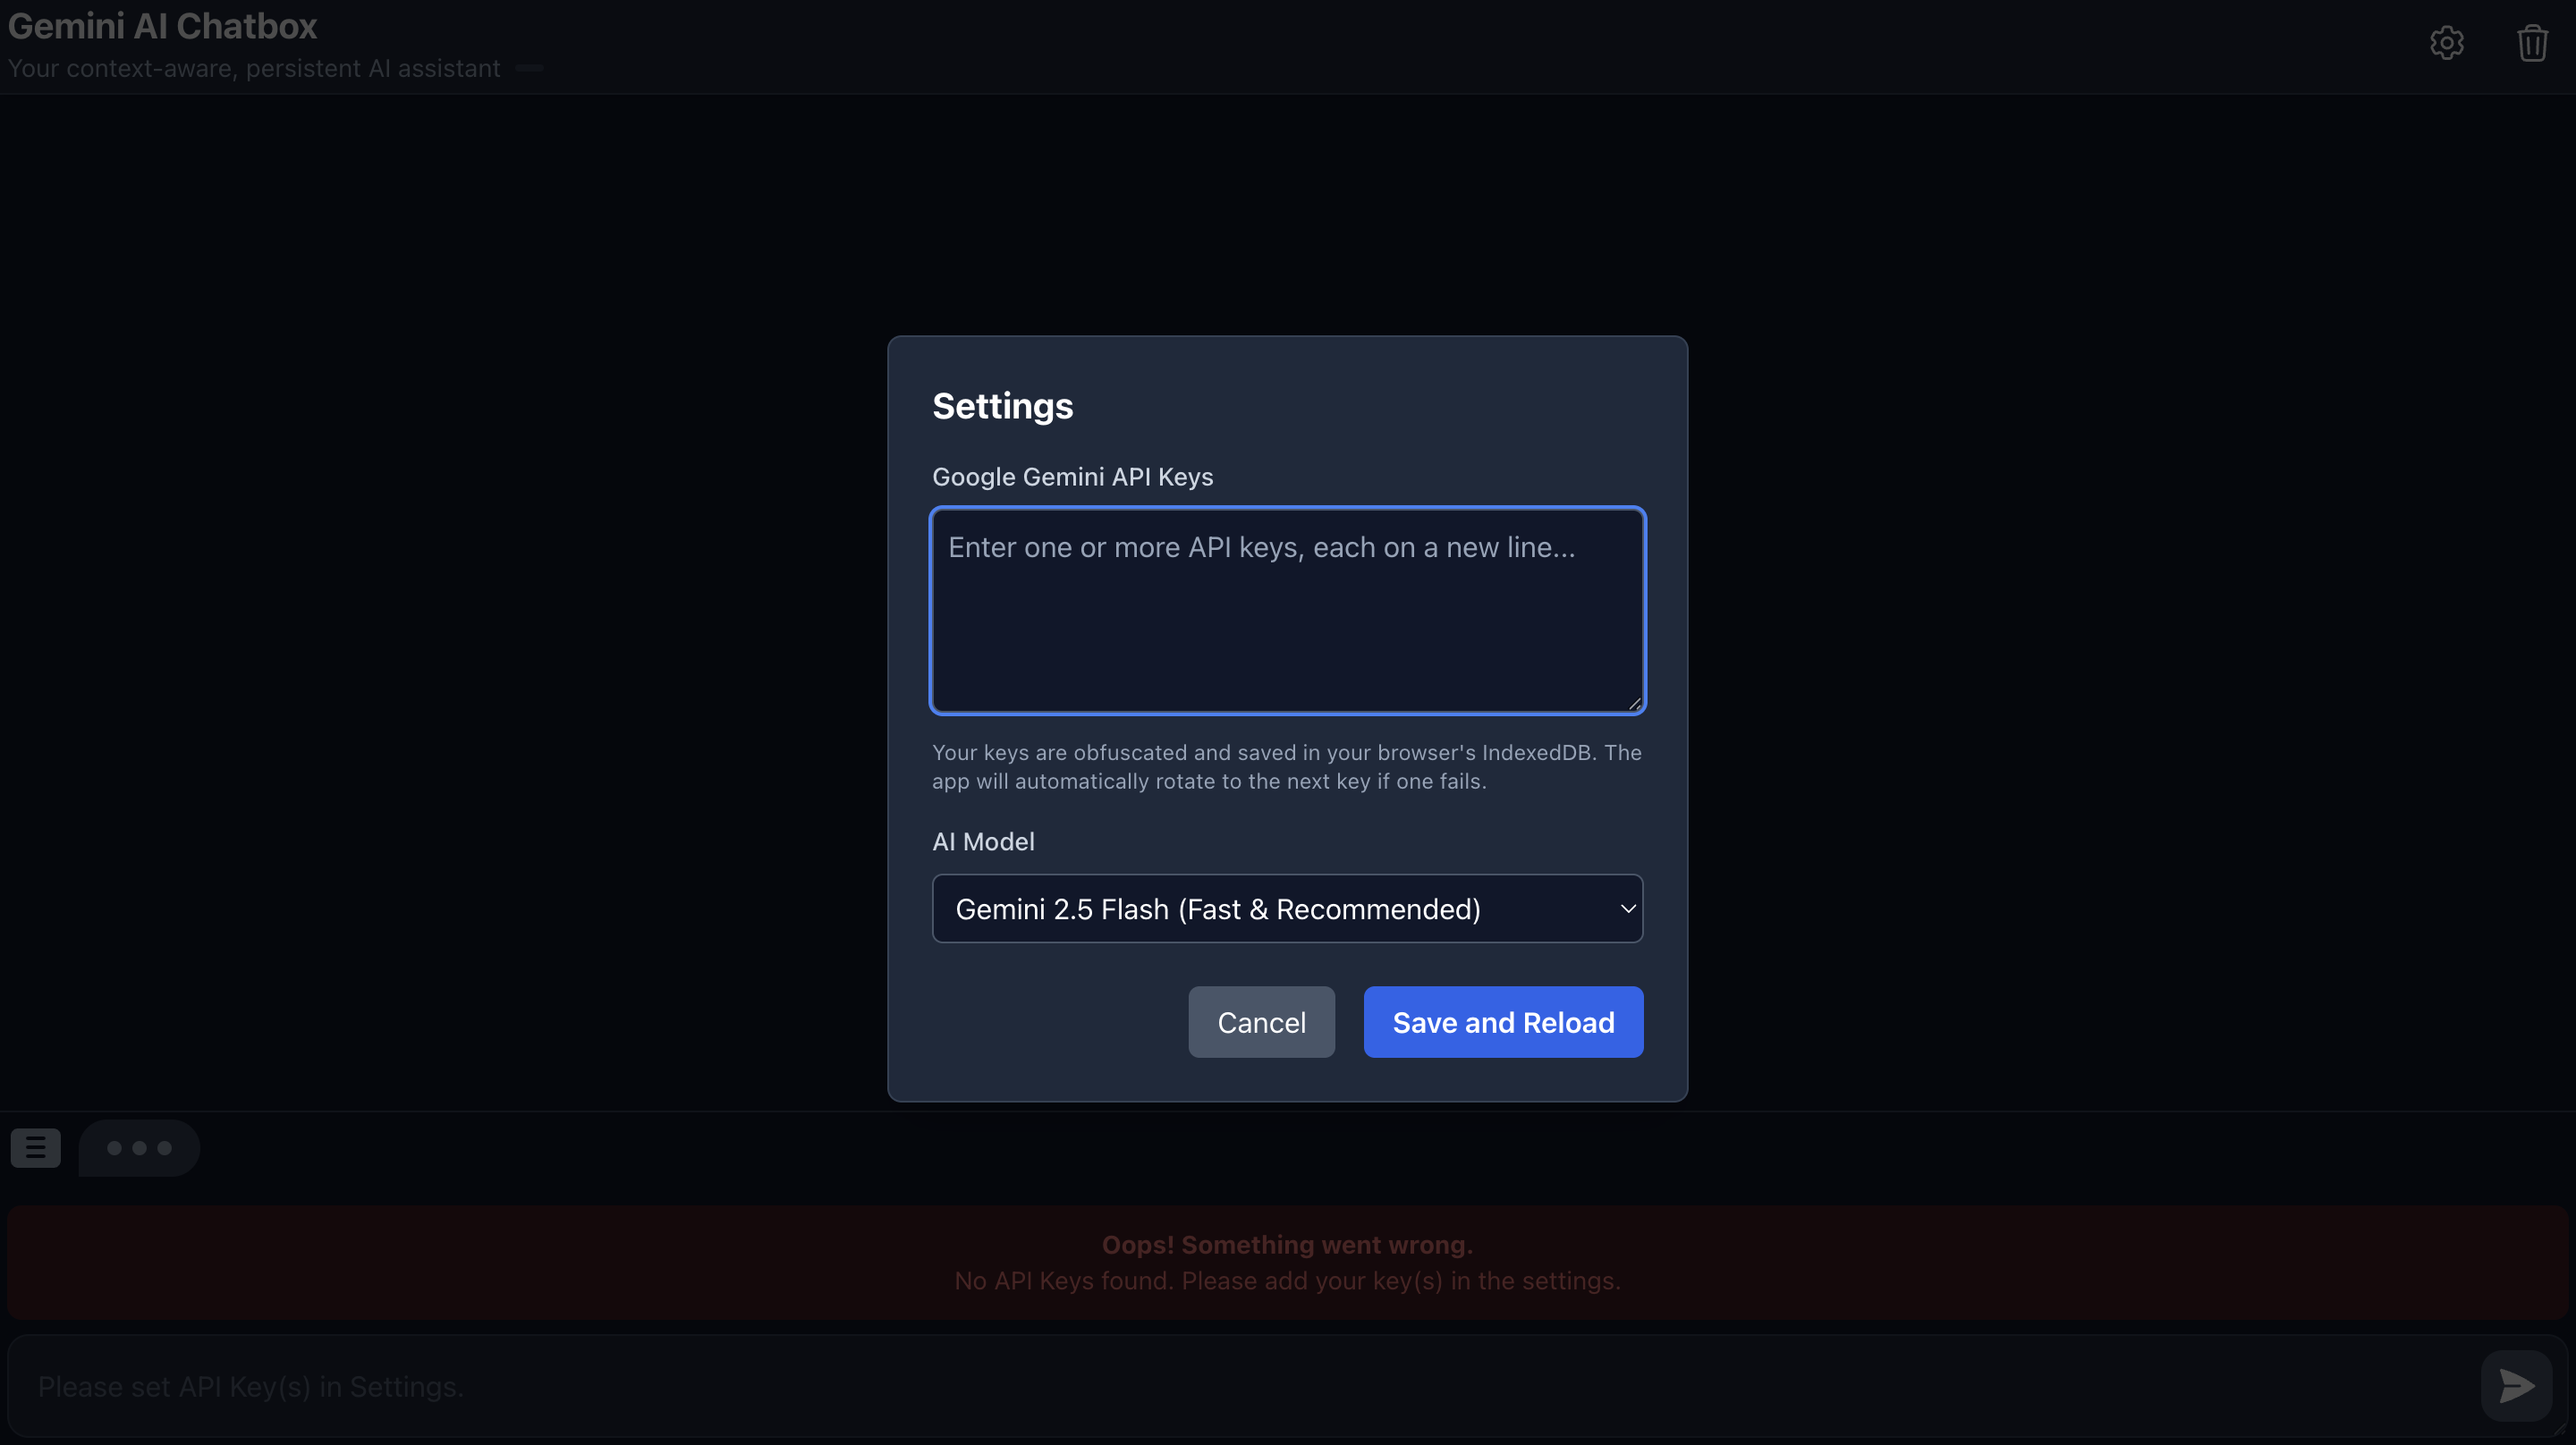 Gemini AI Chatbox
Your context-aware, persistent AI assistant
Settings
Google Gemini API Keys
Enter one or more API keys, each on a new line...
Your keys are obfuscated and saved in your browser's IndexedDB. The
app will automatically rotate to the next key if one fails.
AI Model
Gemini 2.5 Flash (Fast & Recommended)
Cancel
Save and Reload
Oops! Something went wrong.
No API Keys found. Please add your key(s) in the settings.
Please set API Key(s) in Settings.